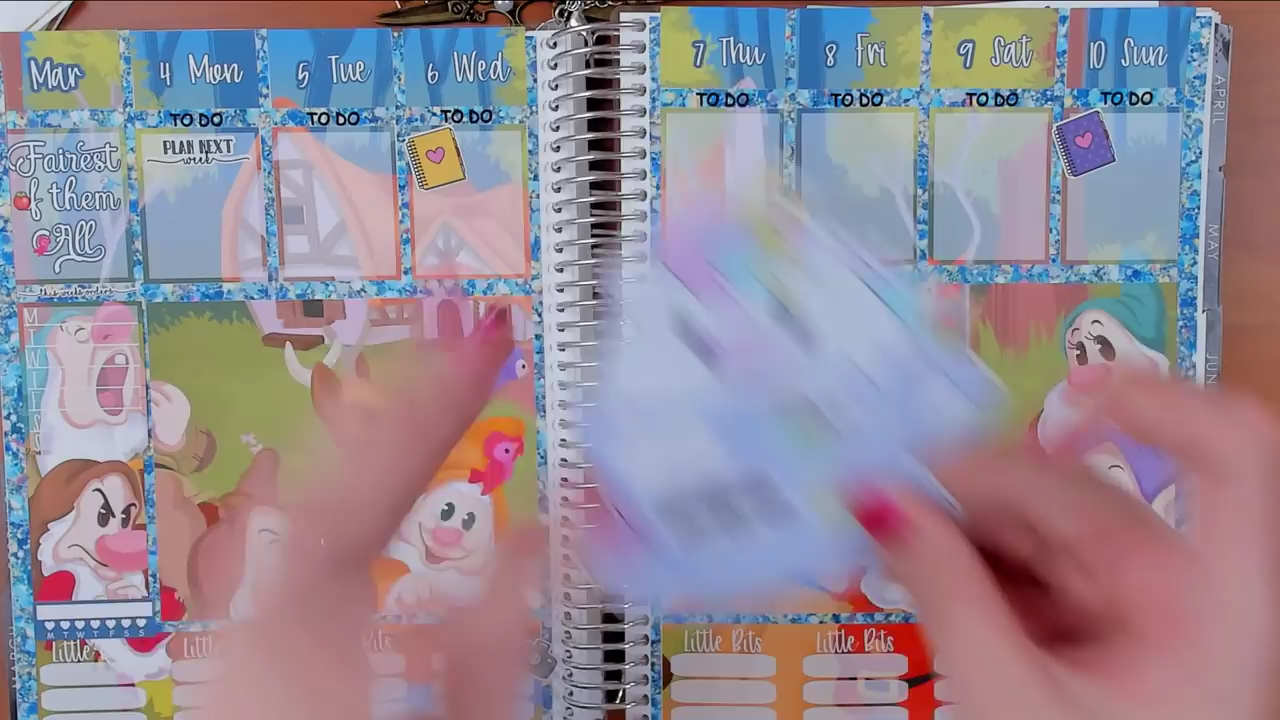 Mar
4 Mon
5 Tue
6 Wed
7 Thu
8 Fri
9 Sat
10 Sun
TO DO
TO DO
TO DO
TO DO
TO DO
TO DO
TO DO
PLAN NEXT
week
Fairest
of them
All
M
T
W
M T W T F S S
Little
Little Bits
Little Bits
APRIL
MAY
MARCH